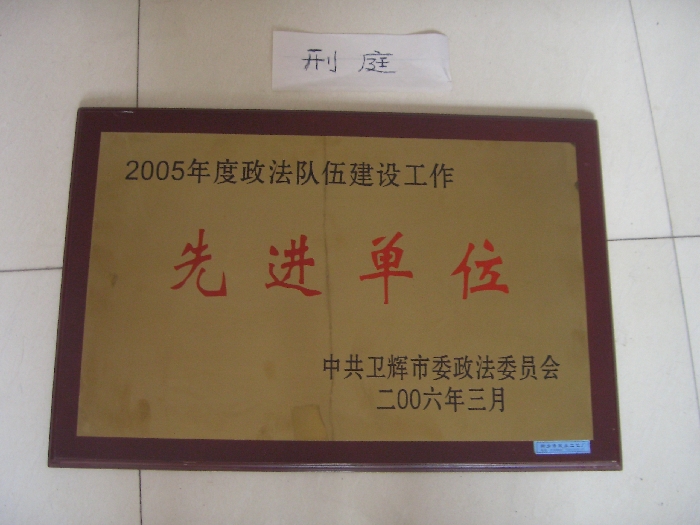 刑庭
2005年度政法队伍建设工作
先进单位
中共卫辉市委政法委员会
二00六年三月